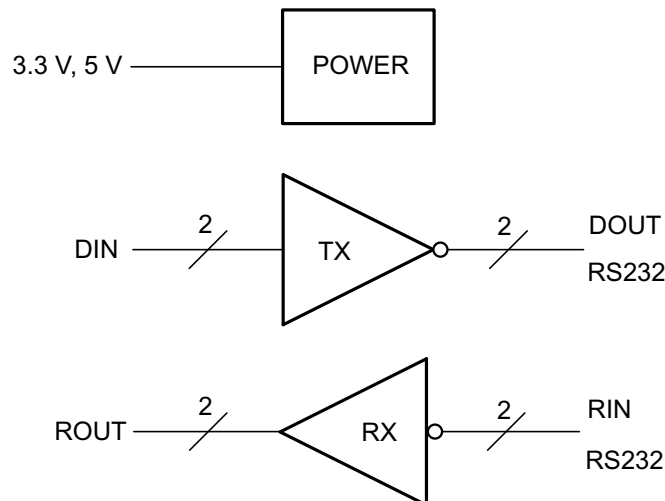 3.3 V, 5 V
POWER
2
2
DOUT
DIN
TX
RS232
2
2
RIN
ROUT
RX
RS232